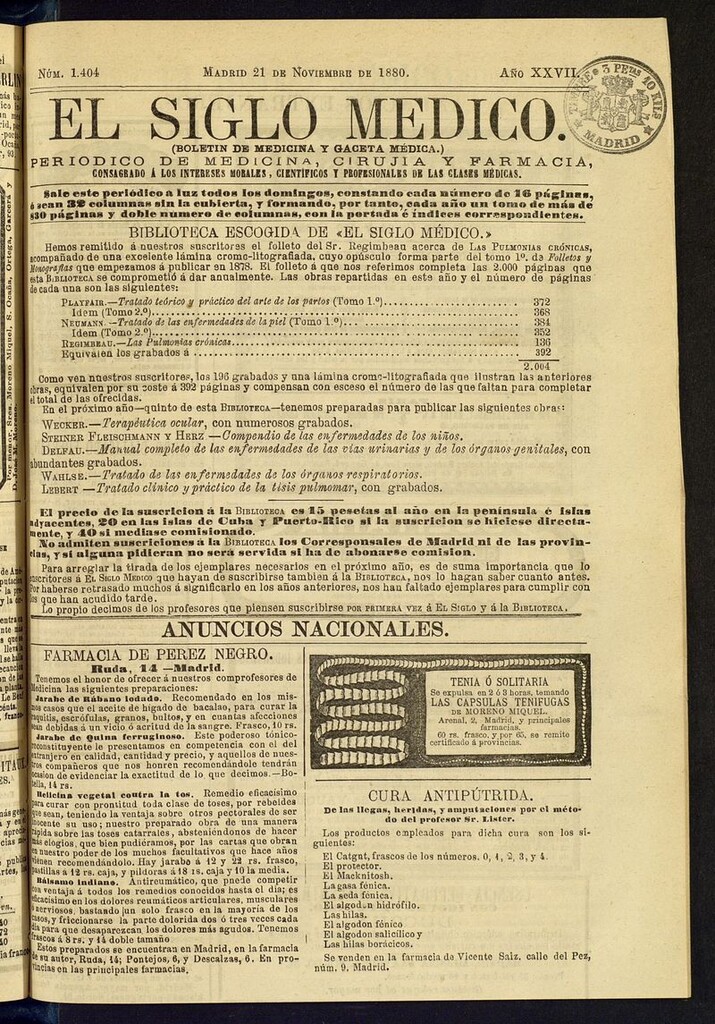 NÚM. 1.404
MADRID 21 DE NOVIEMBRE DE 1880.
AÑO XXVII.
TIMBRE 3 PETAS 10 KILS
MADRID
EL SIGLO MEDICO.
(BOLETIN DE MEDICINA Y GACETA MÉDICA.)
PERIODICO DE MEDICINA, CIRUJIA Y FARMACIA,
CONSAGRADO Á LOS INTERESES MORALES, CIENTÍFICOS Y PROFESIONALES DE LAS CLASES MÉDICAS.
Sale este periódico a luz todos los domingos, constando cada número de 16 páginas,
ó sean 32 columnas sin la cubierta, y formando, por tanto, cada año un tomo de más de
830 páginas y doble numero de columnas, con la portada é índices correspondientes.
BIBLIOTECA ESCOGIDA DE «EL SIGLO MÉDICO.»
Hemos remitido á nuestros suscritores el folleto del Sr. Regimbeau acerca de LAS PULMONIAS CRÓNICAS,
acompañado de una excelente lámina cromo-litografiada, cuyo opúsculo forma parte del tomo 1º. da Folletos y
Monografías que empezamos á publicar en 1878. El folleto á que nos referimos completa las 2.000 páginas que
esta BIBLIOTECA se comprometió á dar anualmente. Las obras repartidas en este año y el número de páginas
de cada una son las siguientes:
PLAYFAIR.—Tratado teórico y práctico del arte de los partos (Tomo 1.º) 372
Idem (Tomo 2.º) 368
NEUMANN.—Tratado de las enfermedades de la piel (Tomo 1.º) 384
Idem (Tomo 2.º) 352
REGIMBEAU.—Las Pulmonías crónicas 136
Equivalen los grabados á 392
2.004
Como ven nuestros suscritores, los 196 grabados y una lámina cromo-litografiada que ilustran las anteriores
obras, equivalen por su coste á 392 páginas y compensan con esceso el número de las que faltan para completar
el total de las ofrecidas.
En el próximo año—quinto de esta BIBLIOTECA—tenemos preparadas para publicar las siguientes obras:
WECKER.—Terapéutica ocular, con numerosos grabados.
STEINER FLEISCHMANN Y HERZ —Compendio de las enfermedades de los niños.
DELFAU.—Manual completo de las enfermedades de las vías urinarias y de los órganos genitales, con
abundantes grabados.
WAHLSE.—Tratado de las enfermedades de los órganos respiratorios.
LEBERT —Tratado clínico y práctico de la tisis pulmomar, con grabados.
El precio de la suscricion á la BIBLIOTECA es 15 pesetas al año en la península é islas
adyacentes, 20 en las islas de Cuba y Puerto-Rico si la suscricion se hiciese directa-
mente, y 40 si mediase comisionado.
No admiten suscriciones á la BIBLIOTECA los Corresponsales de Madrid ni de las provin-
cias, y si alguna pidieran no será servida si ha de abonarse comision.
Para arreglar la tirada de los ejemplares necesarios en el próximo año, es de suma importancia que lo
suscritores á EL SIGLO MÉDICO que hayan de suscribirse tambien á la BIBLIOTECA, nos lo hagan saber cuanto antes.
Por haberse retrasado muchos á significarlo en los años anteriores, nos han faltado ejemplares para cumplir con
los que han acudido tarde.
Lo propio decimos de los profesores que piensen suscribirse POR PRIMERA VEZ á EL SIGLO y á la BIBLIOTECA.
ANUNCIOS NACIONALES.
FARMACIA DE PEREZ NEGRO.
Ruda, 14 —Madrid.
Tenemos el honor de ofrecer á nuestros comprofesores de
Medicina las siguientes preparaciones:
Jarabe de Rábano iodado. Recomendado en los mis-
mos casos que el aceite de hígado de bacalao, para curar la
raquitis, escrófulas, granos, bultos, y en cuantas afecciones
sean debidas á un vicio ó acritud de la sangre. Frasco, 10 rs.
Jarabe de Quina ferruginoso. Este poderoso tónico-
reconstituyente le presentamos en competencia con el del
extranjero en calidad, cantidad y precio, y aquellos de nues-
tros compañeros que nos honren recomendándole tendrán
ocasion de evidenciar la exactitud de lo que decimos.—Bo-
tella, 14 rs.
Helicina vegetal contra la tos. Remedio eficacísimo
para curar con prontitud toda clase de toses, por rebeldes
que sean, teniendo la ventaja sobre otros pectorales de ser
inocente su uso; nuestro preparado obra de una manera
rápida sobre las toses catarrales, absteniéndonos de hacer
más elogios, que bien pudiéramos, por las cartas que obran
en nuestro poder de los muchos facultativos que hace años
vienen recomendándolo. Hay jarabe á 12 y 22 rs. frasco,
pastillas á 12 rs. caja, y píldoras á 18 rs. caja y 10 la media.
Bálsamo indiano. Antireumático, que puede competir
con ventaja á todos los remedios conocidos hasta el dia; es
eficacísimo en los dolores reumáticos articulares, musculares
y nerviosos, bastando un solo frasco en la mayoría de los
casos, y friccionarse la parte dolorida dos ó tres veces cada
dia para que desaparezcan los dolores más agudos. Tenemos
frascos á 8 rs. y 14 doble tamaño
Estos preparados se encuentran en Madrid, en la farmacia
de su autor, Ruda, 14; Pontejos, 6, y Descalzas, 6. En pro-
vincias en las principales farmacias.
TENIA Ó SOLITARIA
Se expulsa en 2 ó 3 horas, tomando
LAS CAPSULAS TENIFUGAS
DE MORENO MIQUEL.
Arenal, 2, Madrid, y principales
farmacias.
60 rs. frasco, y por 65, se remite
certificado á provincias.
CURA ANTIPÚTRIDA.
De las llegas, heridas, y amputaciones por el méto-
do del profesor Sr. Lister.
Los productos empleados para dicha cura son los si-
guientes:
El Catgut, frascos de los números. 0, 1, 2, 3, y 4.
El protector.
El Macknitosh.
La gasa fénica.
La seda fénica.
El algodon hidrófilo.
Las hilas.
El algodon fénico
El algodon salicílico y
Las hilas borácicos.
Se venden en la farmacia de Vicente Saiz, calle del Pez,
núm. 9, Madrid.